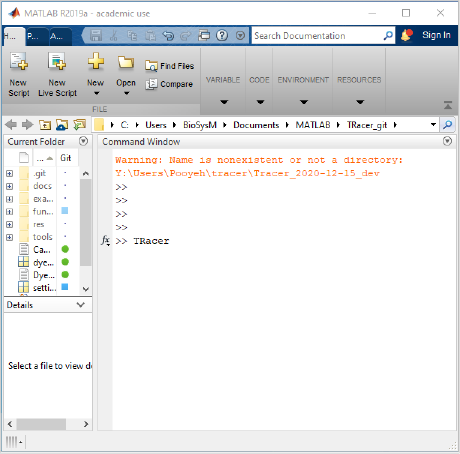 MATLAB R2019a - academic use
H... P... A... Search Documentation Sign In
New Script
New Live Script
New
Open
Find Files
Compare
VARIABLE CODE ENVIRONMENT RESOURCES
FILE
C: Users BioSysM Documents MATLAB TRacer_git
Current Folder
... Git
.git
docs
exa...
fun...
res
tools
Ca...
dye...
Dye...
setti...
Details
Select a file to view de
Command Window
Warning: Name is nonexistent or not a directory:
Y:\Users\Pooyeh\tracer\Tracer_2020-12-15_dev
>>
>>
>>
>>
fx >> TRacer